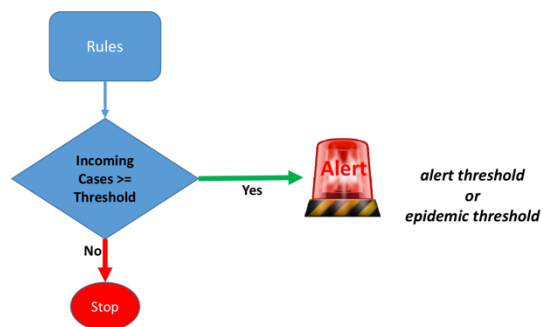 Rules
Incoming
Cases >=
Threshold
Yes
Alert
alert threshold
or
epidemic threshold
No
Stop